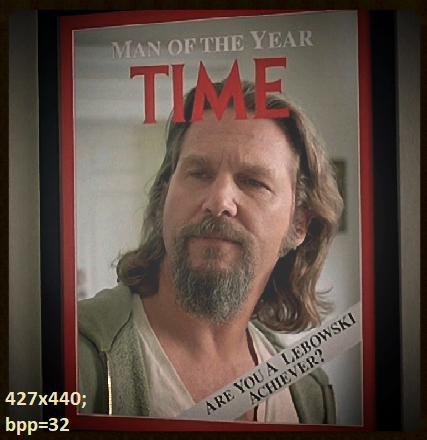 MAN OF THE YEAR
TIME
ARE YOU A LEBOWSKI
ACHIEVER?
427x440;
bpp=32